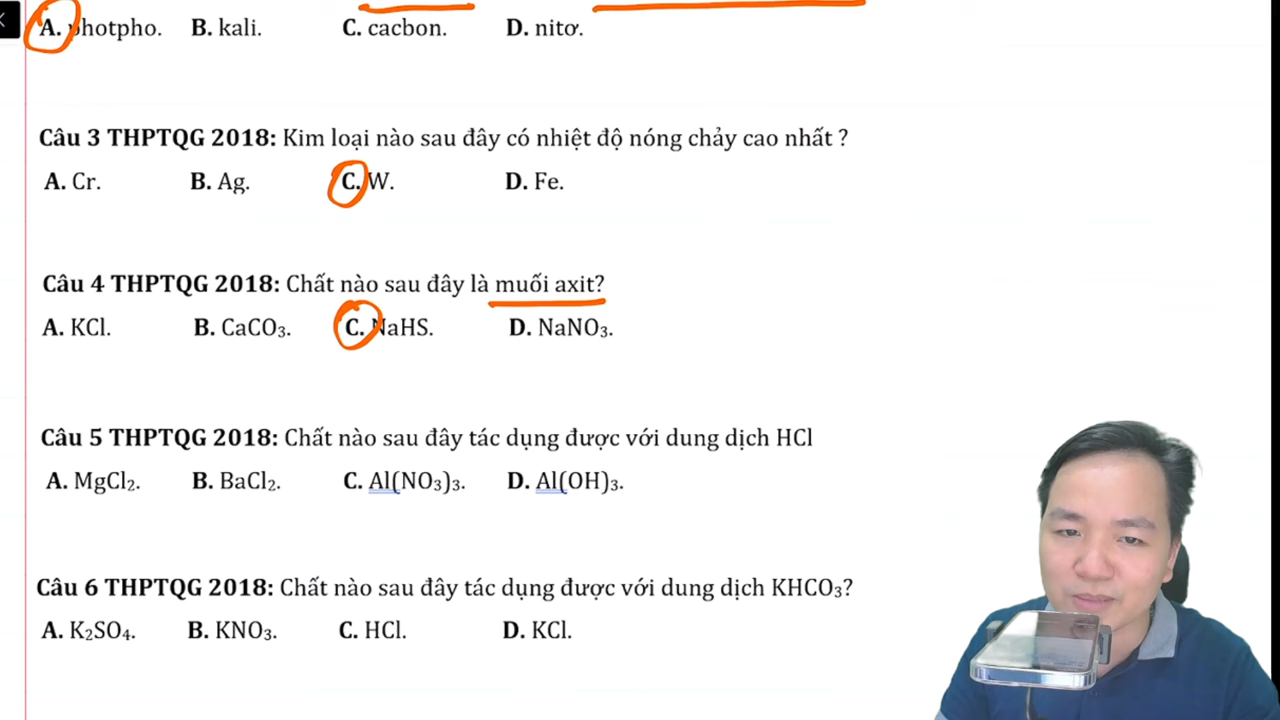 A. photpho. B. kali. C. cacbon. D. nitơ.
Câu 3 THPTQG 2018: Kim loại nào sau đây có nhiệt độ nóng chảy cao nhất ?
A. Cr. B. Ag. C. W. D. Fe.
Câu 4 THPTQG 2018: Chất nào sau đây là muối axit?
A. KCl. B. CaCO₃. C. NaHS. D. NaNO₃.
Câu 5 THPTQG 2018: Chất nào sau đây tác dụng được với dung dịch HCl
A. MgCl₂. B. BaCl₂. C. Al(NO₃)₃. D. Al(OH)₃.
Câu 6 THPTQG 2018: Chất nào sau đây tác dụng được với dung dịch KHCO₃?
A. K₂SO₄. B. KNO₃. C. HCl. D. KCl.